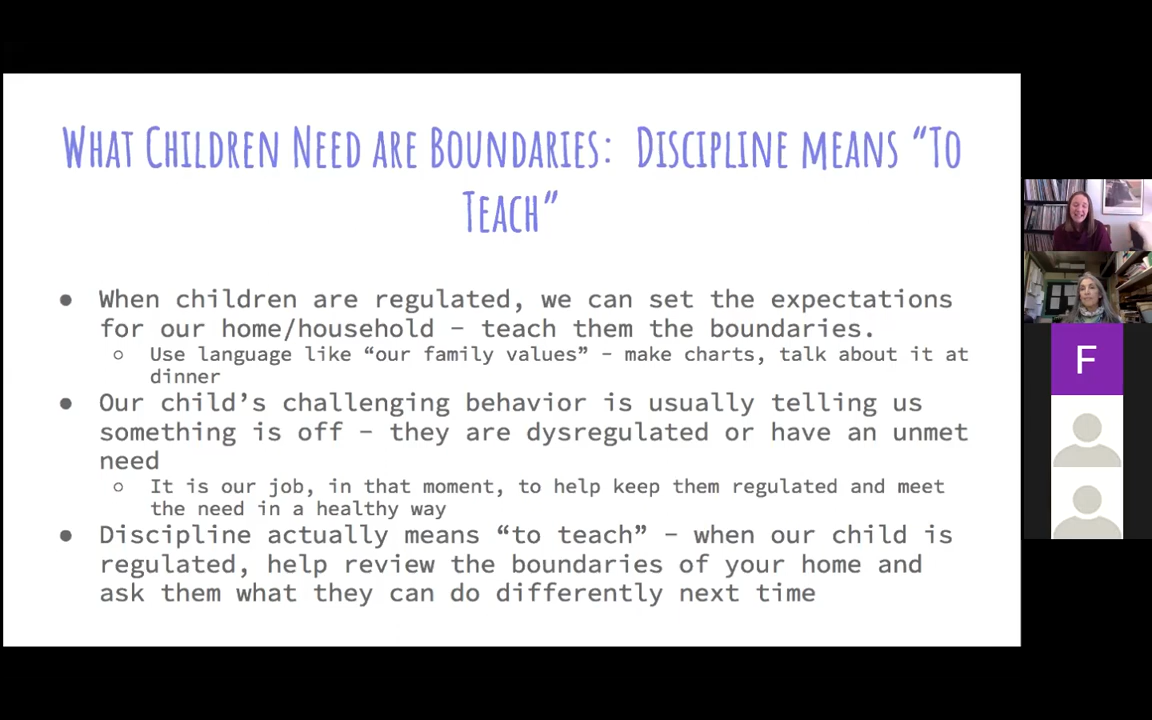 What Children Need are Boundaries: Discipline means “To
Teach”
● When children are regulated, we can set the expectations
for our home/household – teach them the boundaries.
○ Use language like “our family values” – make charts, talk about it at
dinner
● Our child’s challenging behavior is usually telling us
something is off – they are dysregulated or have an unmet
need
○ It is our job, in that moment, to help keep them regulated and meet
the need in a healthy way
● Discipline actually means “to teach” – when our child is
regulated, help review the boundaries of your home and
ask them what they can do differently next time
F